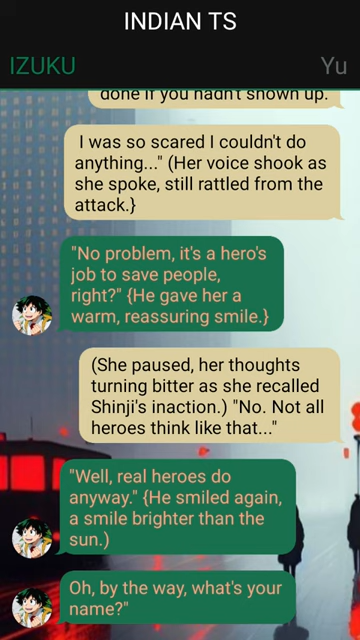 INDIAN TS
IZUKU
Yu
done if you hadn't shown up.
I was so scared I couldn't do
anything..." (Her voice shook as
she spoke, still rattled from the
attack.}
"No problem, it's a hero's
job to save people,
right?" {He gave her a
warm, reassuring smile.}
(She paused, her thoughts
turning bitter as she recalled
Shinji's inaction.) "No. Not all
heroes think like that..."
"Well, real heroes do
anyway." {He smiled again,
a smile brighter than the
sun.)
Oh, by the way, what's your
name?"